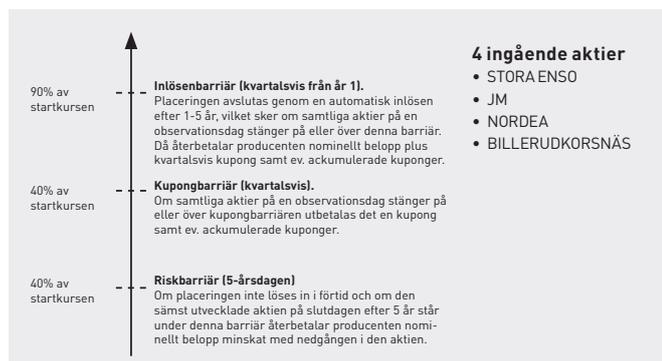 90% av
startkursen
Inlösenbarriär (kvartalsvis från år 1).
Placeringen avslutas genom en automatisk inlösen
efter 1-5 år, vilket sker om samtliga aktier på en
observationsdag stänger på eller över denna barriär.
Då återbetalar producenten nominellt belopp plus
kvartalsvis kupong samt ev. ackumulerade kuponger.
40% av
startkursen
Kupongbarriär (kvartalsvis).
Om samtliga aktier på en observationsdag stänger på
eller över kupongbarriären utbetalas det en kupong
samt ev. ackumulerade kuponger.
40% av
startkursen
Riskbarriär (5-årsdagen)
Om placeringen inte löses in i förtid och om den
sämst utvecklade aktien på slutdagen efter 5 år står
under denna barriär återbetalar producenten nomi-
nellt belopp minskat med nedgången i den aktien.
4 ingående aktier
• STORA ENSO
• JM
• NORDEA
• BILLERUDKORSNÄS